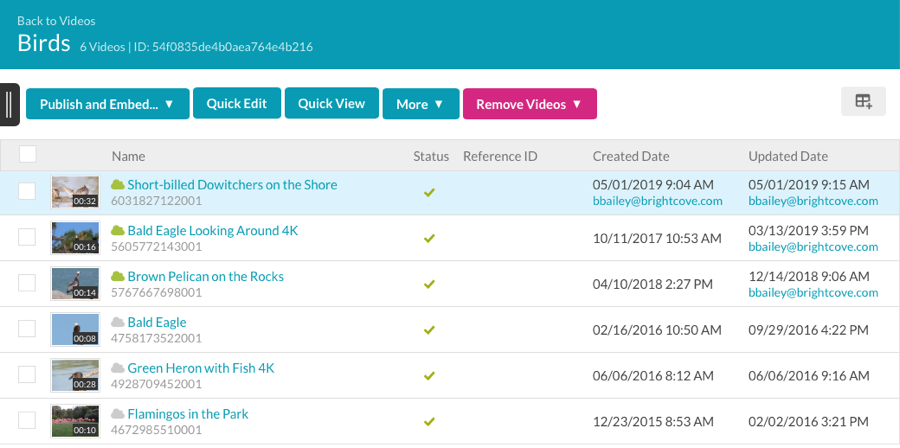 Back to Videos
Birds 6 Videos | ID: 54f0835de4b0aea764e4b216
Publish and Embed... ▼ Quick Edit Quick View More ▼ Remove Videos ▼
Name Status Reference ID Created Date Updated Date
00:32 Short-billed Dowitchers on the Shore 05/01/2019 9:04 AM 05/01/2019 9:15 AM
6031827122001 bbailey@brightcove.com bbailey@brightcove.com
00:16 Bald Eagle Looking Around 4K 10/11/2017 10:53 AM 03/13/2019 3:59 PM
5605772143001 bbailey@brightcove.com
00:14 Brown Pelican on the Rocks 04/10/2018 2:27 PM 12/14/2018 9:06 AM
5767667698001 bbailey@brightcove.com
00:08 Bald Eagle 02/16/2016 10:50 AM 09/29/2016 4:22 PM
4758173522001
00:28 Green Heron with Fish 4K 06/06/2016 8:12 AM 06/06/2016 9:16 AM
4928709452001
00:10 Flamingos in the Park 12/23/2015 8:53 AM 02/02/2016 3:21 PM
4672985510001